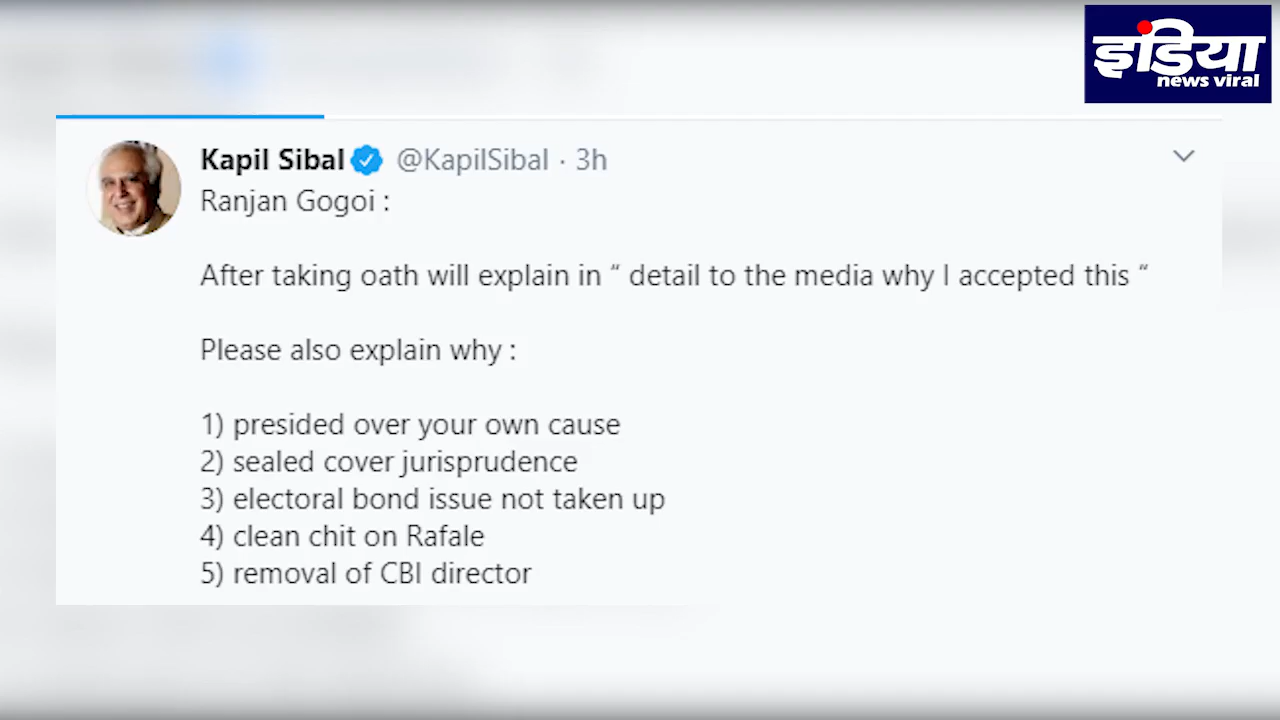 इंडिया
news viral
Kapil Sibal @KapilSibal · 3h
Ranjan Gogoi :
After taking oath will explain in “ detail to the media why I accepted this “
Please also explain why :
1) presided over your own cause
2) sealed cover jurisprudence
3) electoral bond issue not taken up
4) clean chit on Rafale
5) removal of CBI director